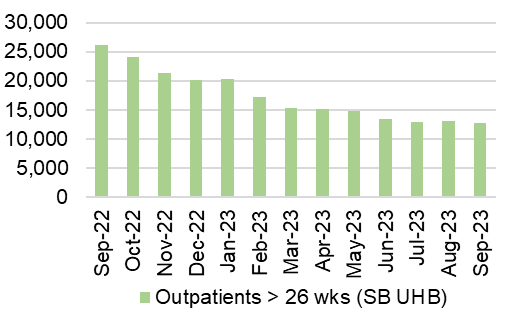 30,000
25,000
20,000
15,000
10,000
5,000
0
Sep-22
Oct-22
Nov-22
Dec-22
Jan-23
Feb-23
Mar-23
Apr-23
May-23
Jun-23
Jul-23
Aug-23
Sep-23
Outpatients > 26 wks (SB UHB)